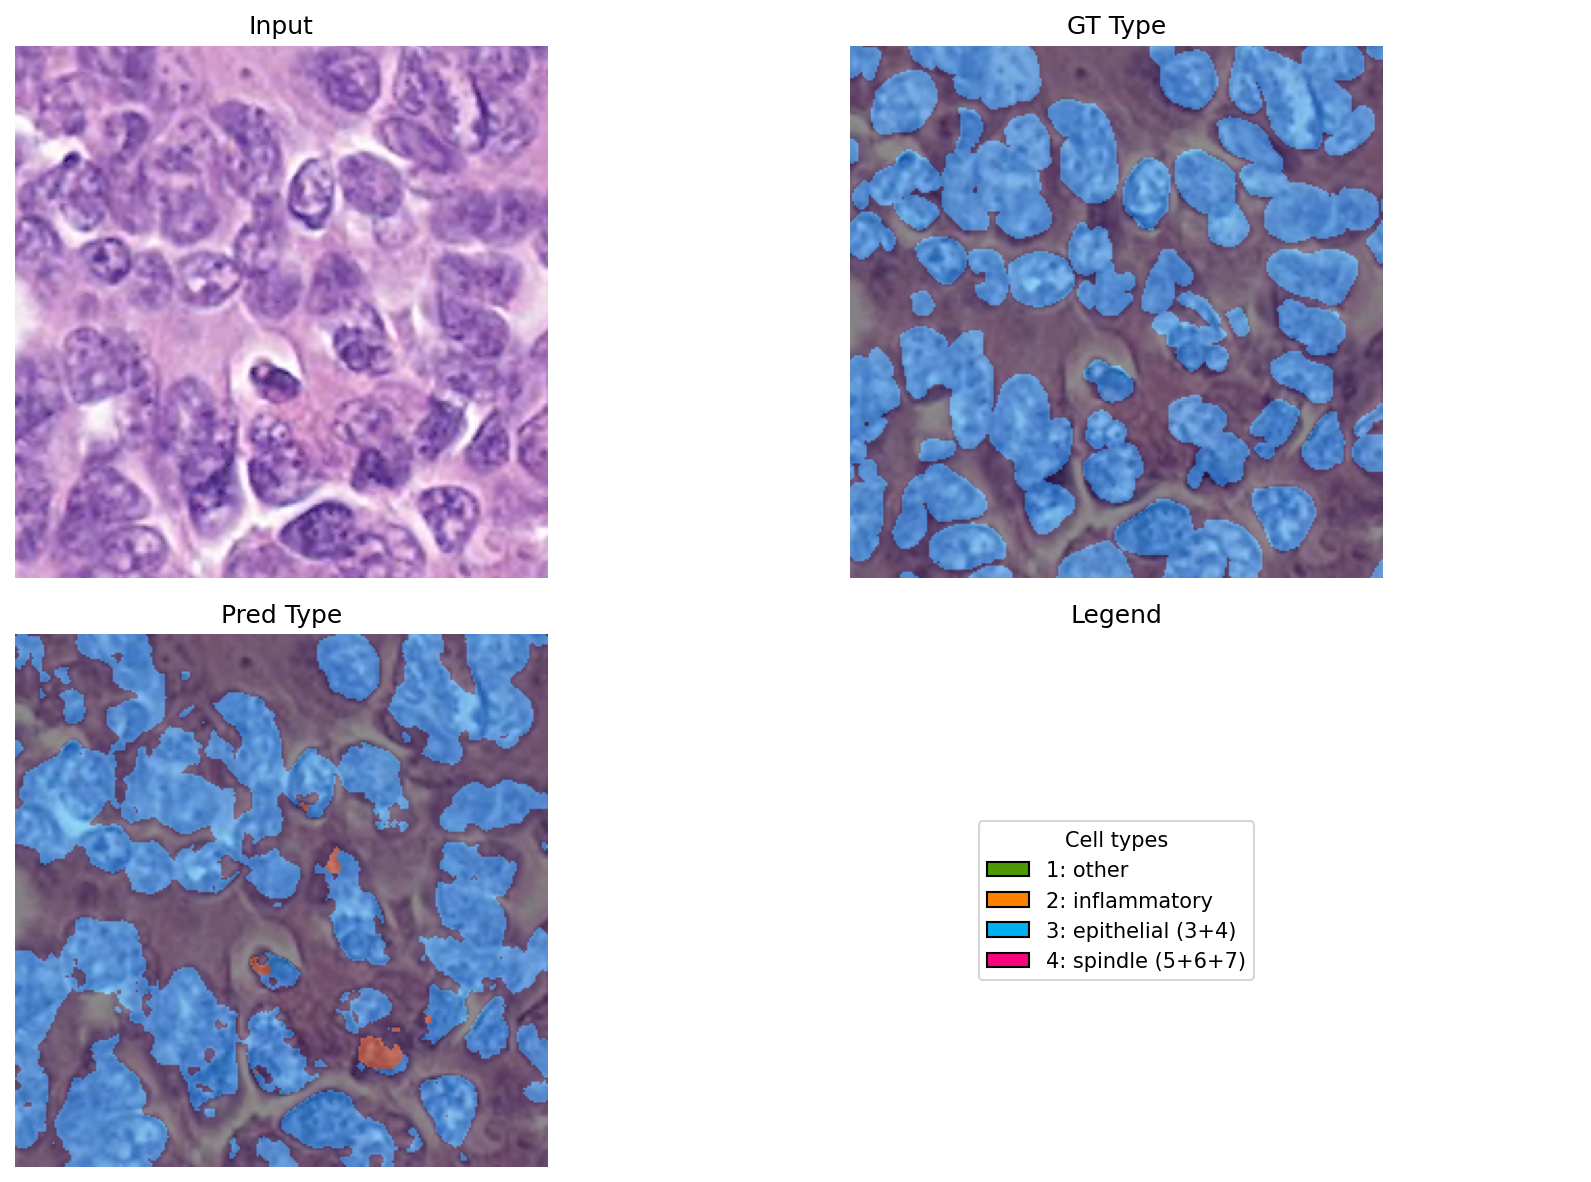 Input
GT Type
Pred Type
Legend
Cell types
1: other
2: inflammatory
3: epithelial (3+4)
4: spindle (5+6+7)